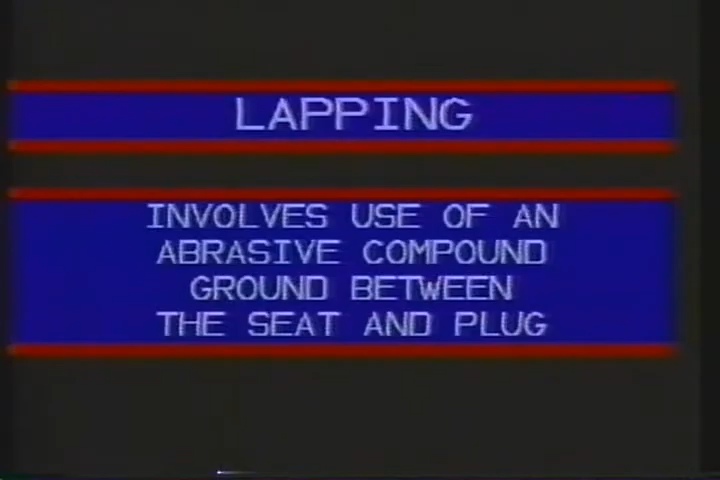 LAPPING
INVOLVES USE OF AN
ABRASIVE COMPOUND
GROUND BETWEEN
THE SEAT AND PLUG